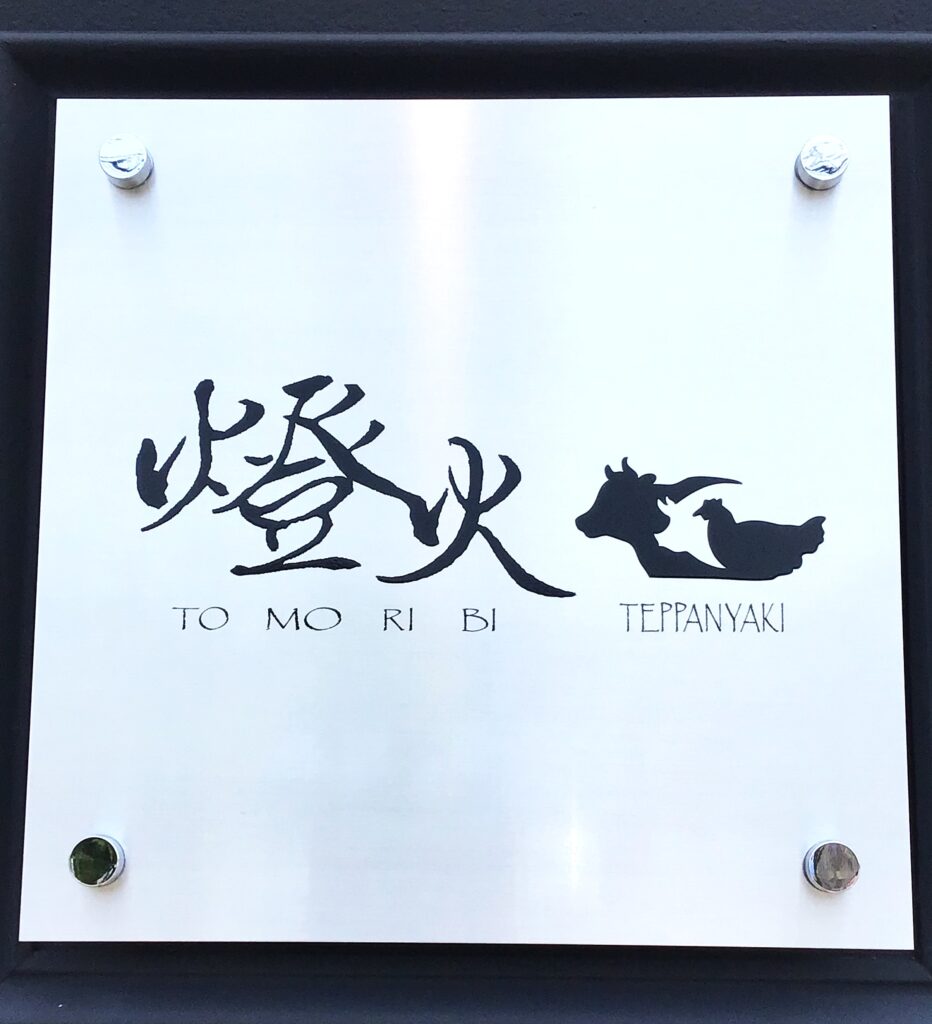 燈火
TO MO RI BI
TEPPANYAKI